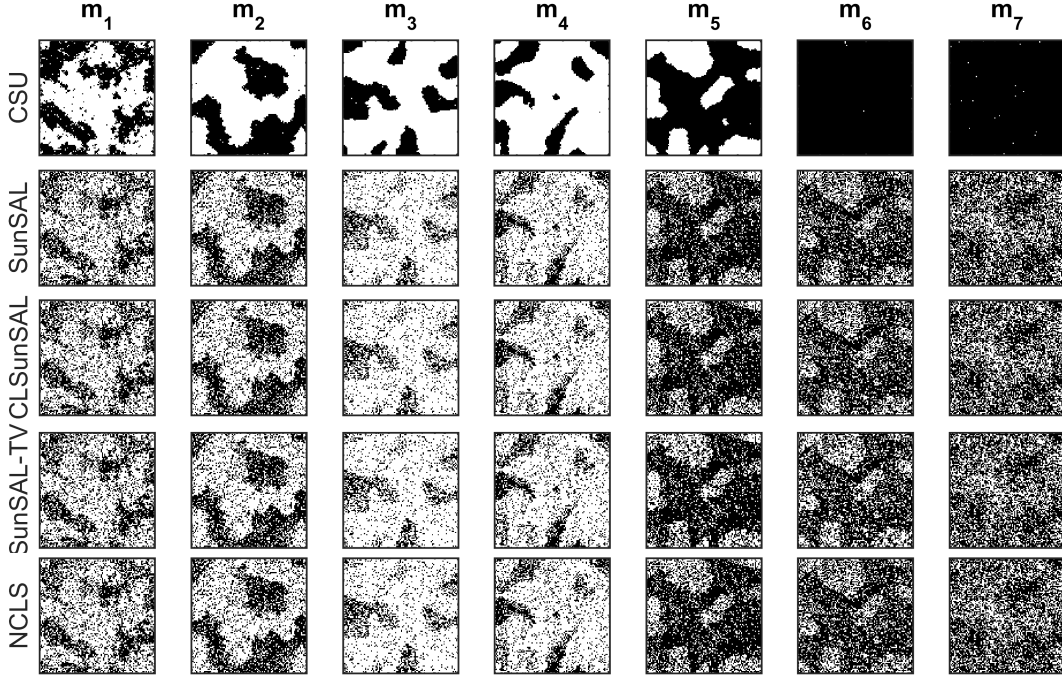 m1 m2 m3 m4 m5 m6 m7
CSU
SunSAL
CLSunSAL
SunSAL-TV
NCLS